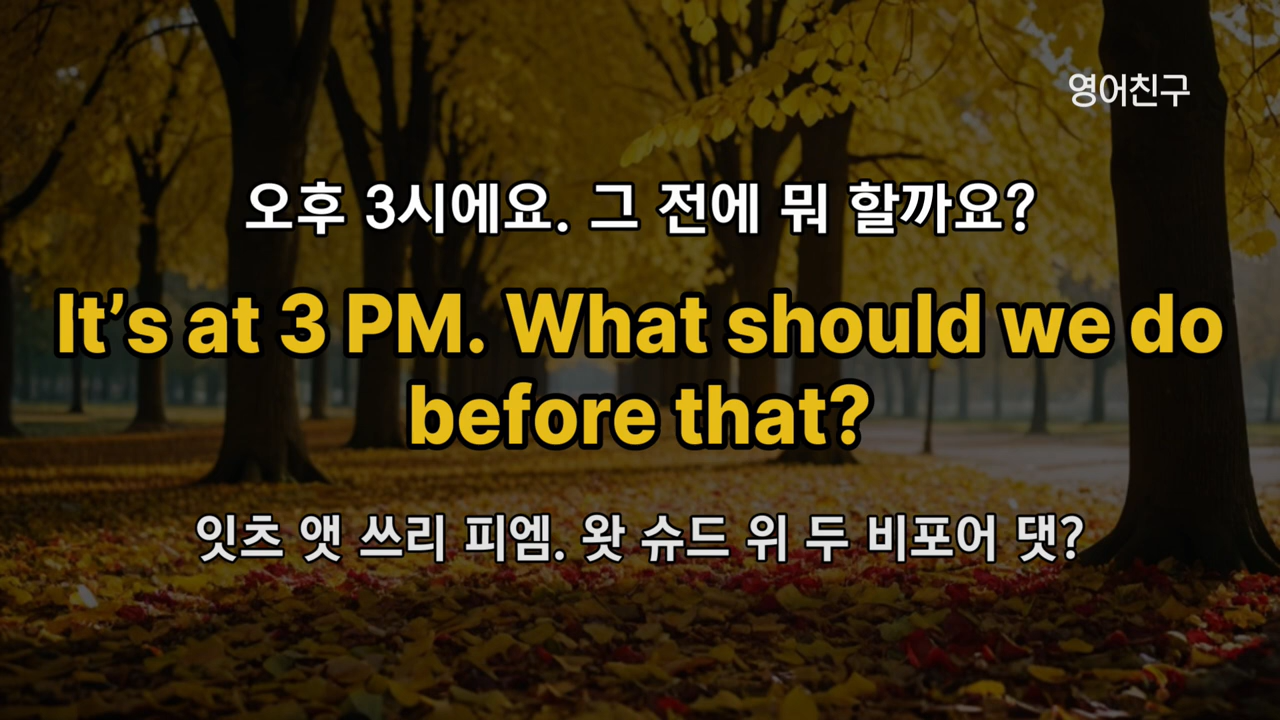 영어친구
오후 3시에요. 그 전에 뭐 할까요?
It's at 3 PM. What should we do
before that?
잇츠 앳 쓰리 피엠. 왓 슈드 위 두 비포어 댓?